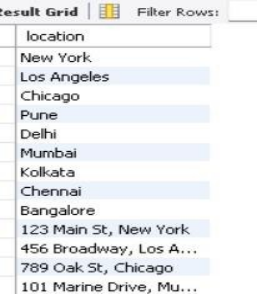 Result Grid | Filter Rows:
location
New York
Los Angeles
Chicago
Pune
Delhi
Mumbai
Kolkata
Chennai
Bangalore
123 Main St, New York
456 Broadway, Los A...
789 Oak St, Chicago
101 Marine Drive, Mu...